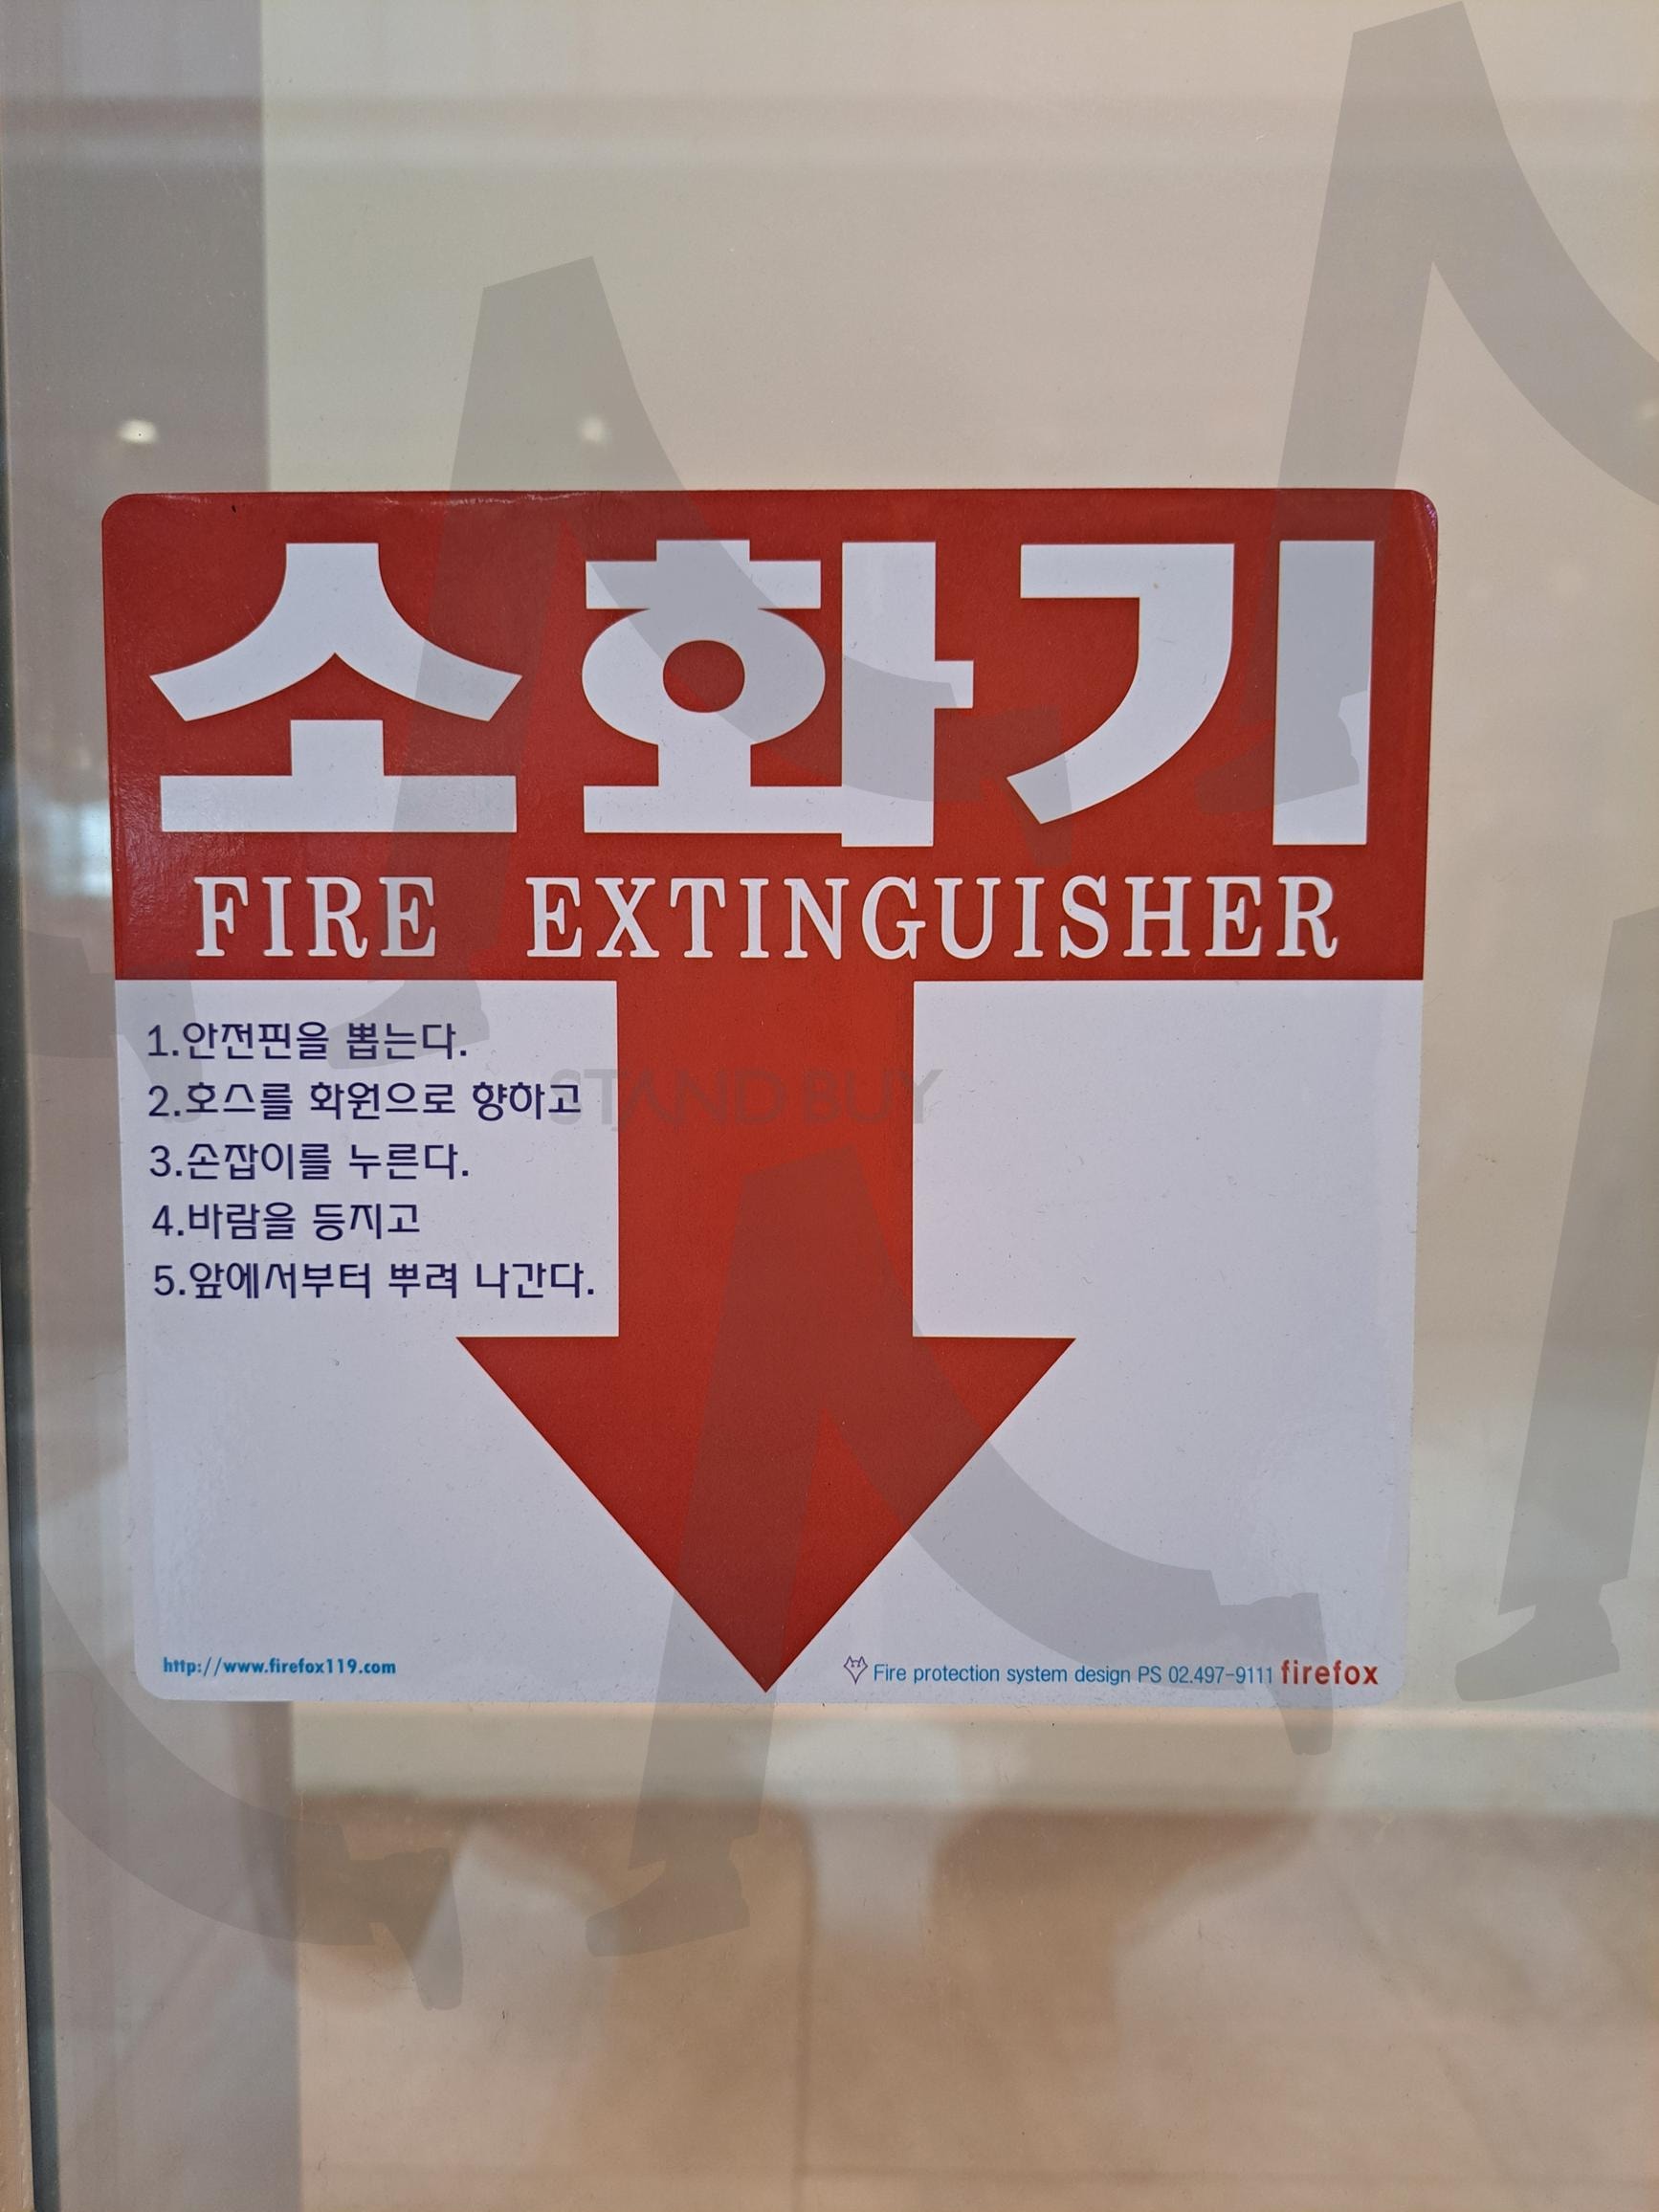 소화기
FIRE EXTINGUISHER
1.안전핀을 뽑는다.
2.호스를 화원으로 향하고
3.손잡이를 누른다.
4.바람을 등지고
5.앞에서부터 뿌려 나간다.
STAND BUY
http://www.firefox119.com
Fire protection system design PS 02.497-9111 firefox